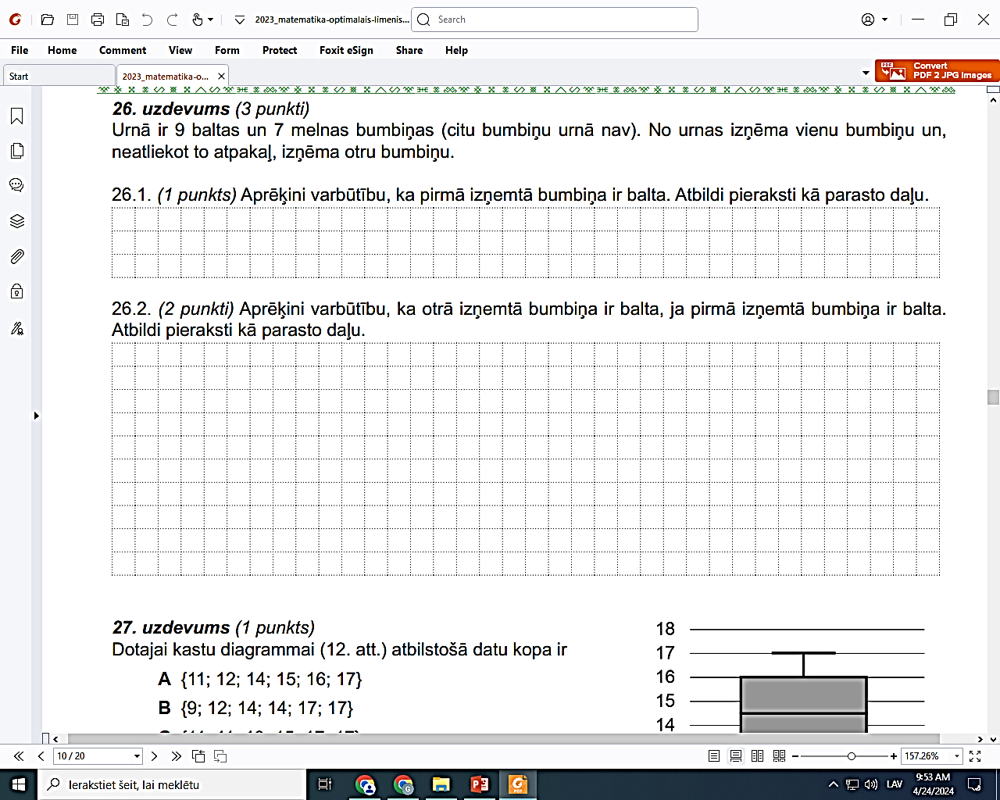 2023_matematika-optimalais-limenis...
Search
File Home Comment View Form Protect Foxit eSign Share Help
Start
2023_matematika-o...
Convert
PDF 2 JPG Images
26. uzdevums (3 punkti)
Urnā ir 9 baltas un 7 melnas bumbiņas (citu bumbiņu urnā nav). No urnas izņēma vienu bumbiņu un,
neatliekot to atpakaļ, izņēma otru bumbiņu.
26.1. (1 punkts) Aprēķini varbūtību, ka pirmā izņemtā bumbiņa ir balta. Atbildi pieraksti kā parasto daļu.
26.2. (2 punkti) Aprēķini varbūtību, ka otrā izņemtā bumbiņa ir balta, ja pirmā izņemtā bumbiņa ir balta.
Atbildi pieraksti kā parasto daļu.
27. uzdevums (1 punkts)
Dotajai kastu diagrammai (12. att.) atbilstošā datu kopa ir
A {11; 12; 14; 15; 16; 17}
B {9; 12; 14; 14; 17; 17}
18
17
16
15
14
10 / 20
157.26%
Ierakstiet šeit, lai meklētu
LAV
9:53 AM
4/24/2024